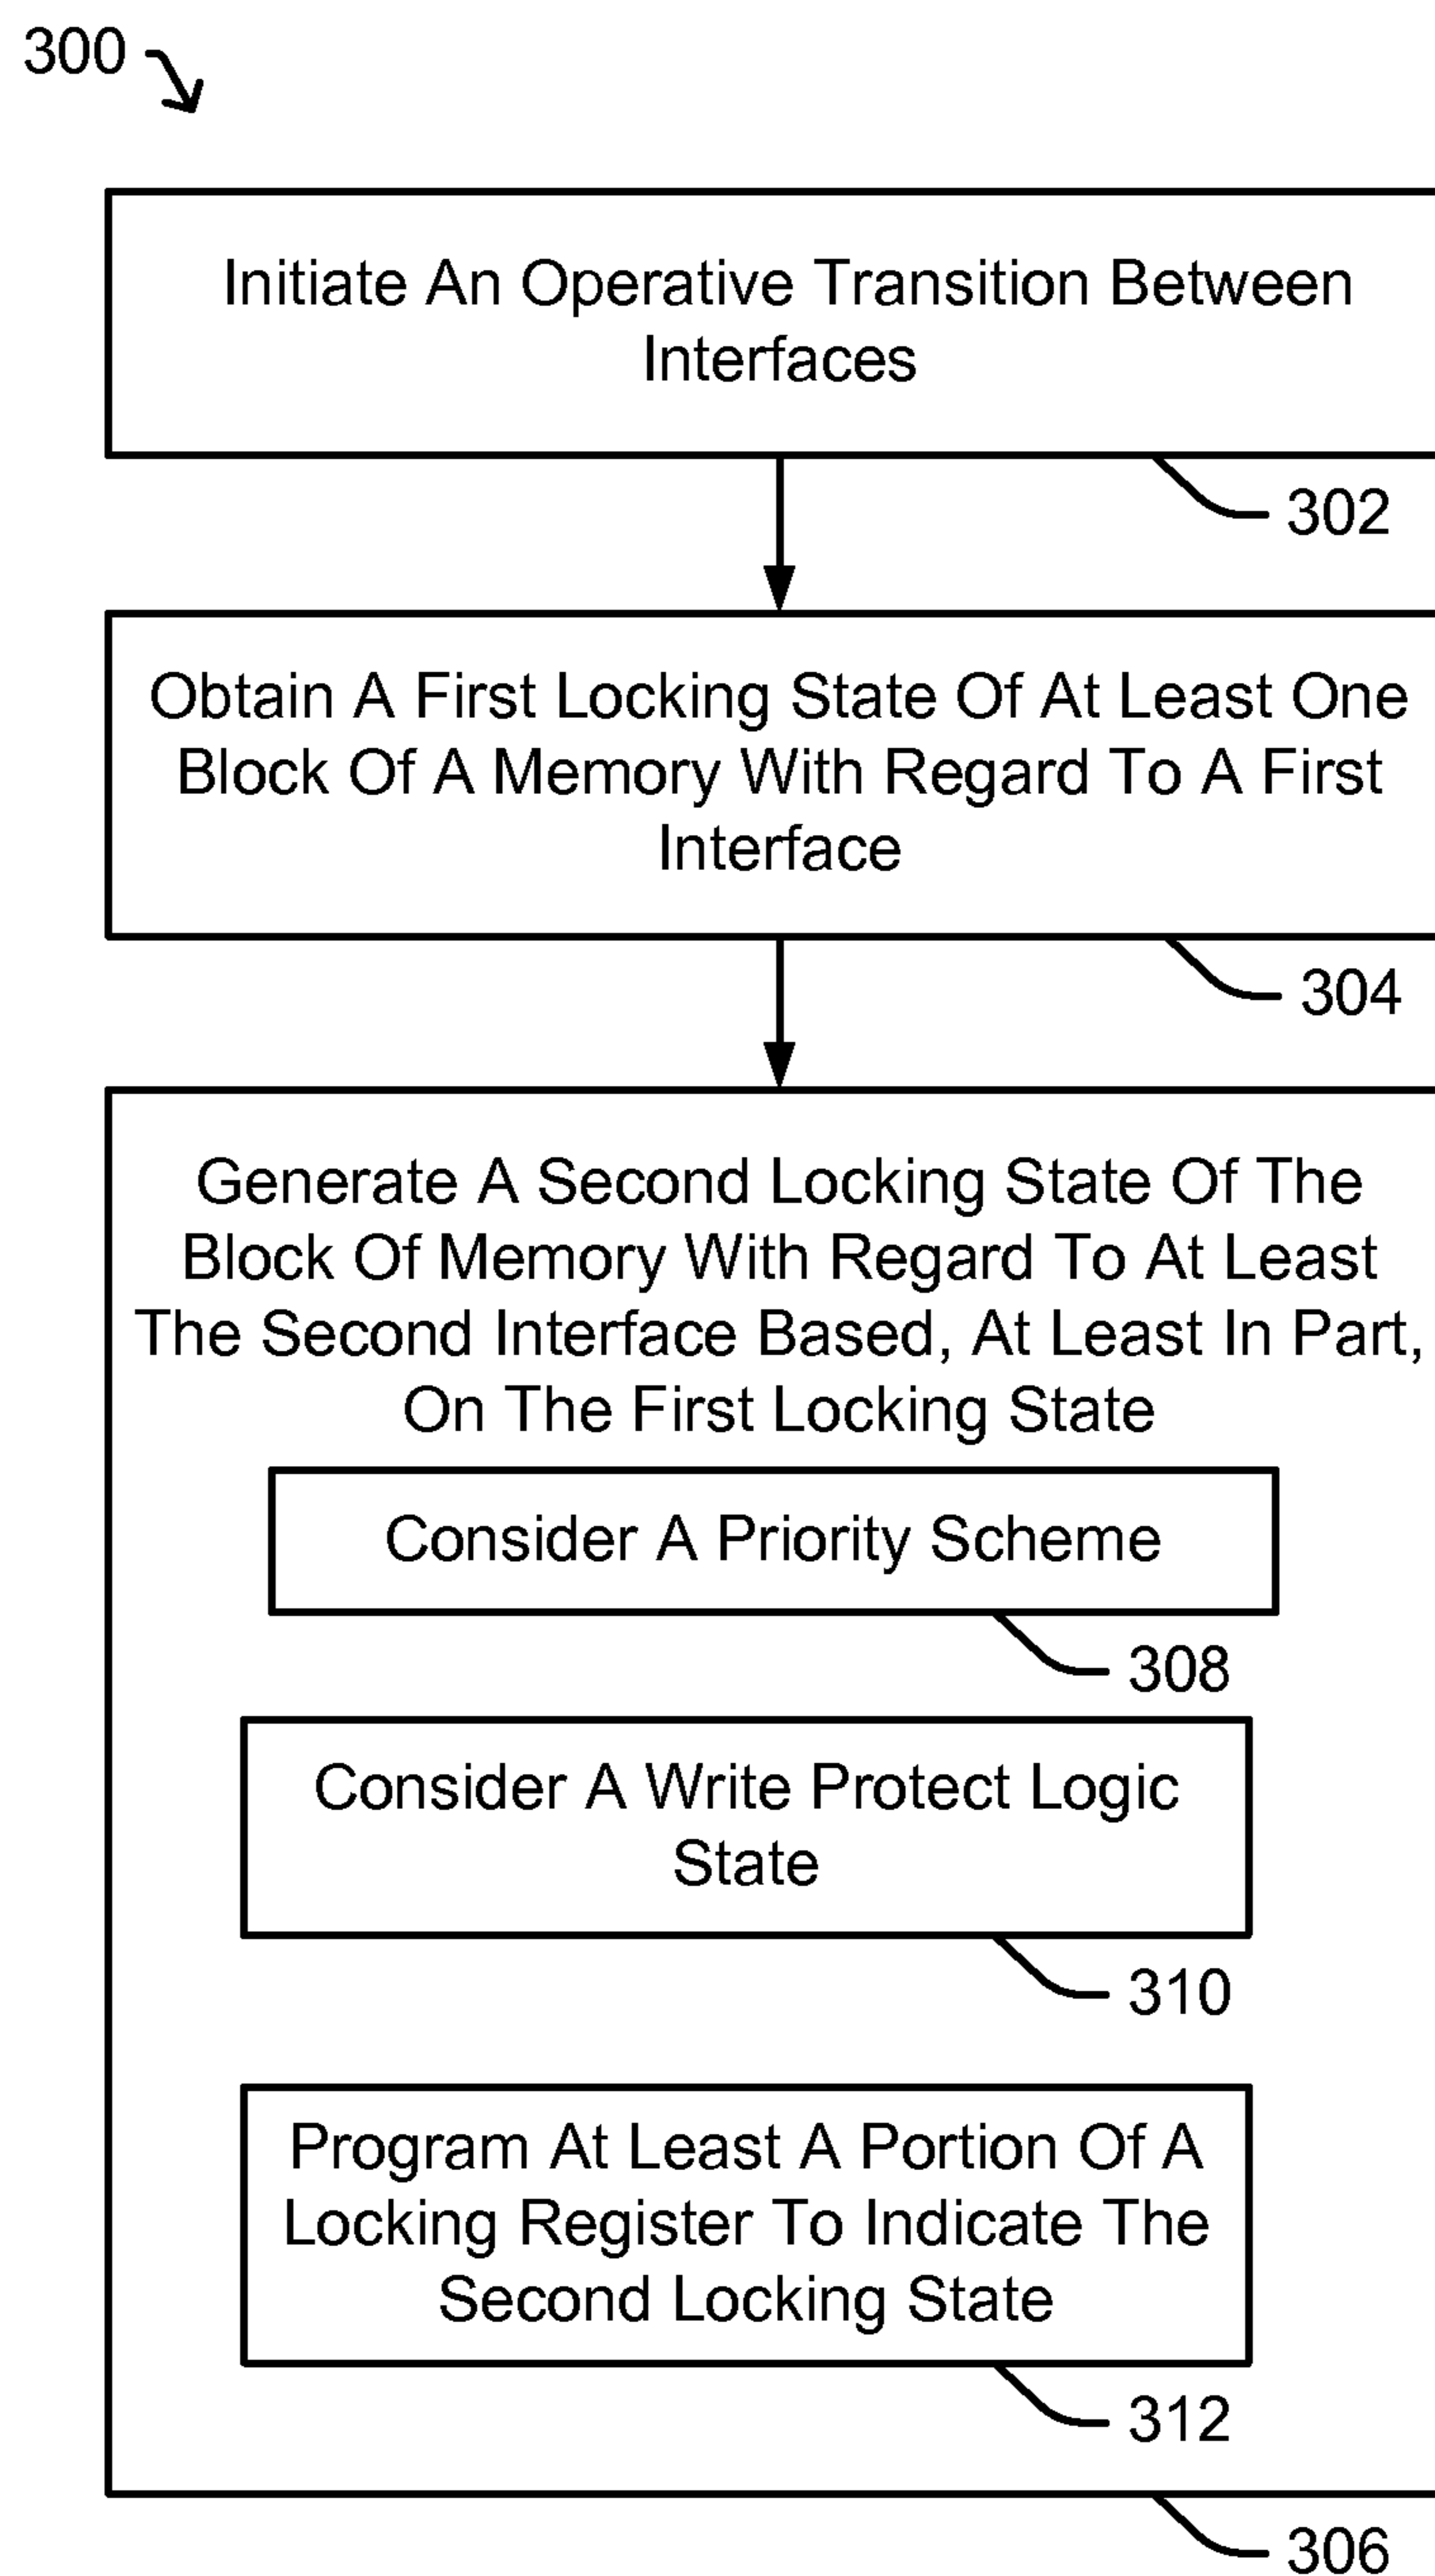 300
Initiate An Operative Transition Between
Interfaces
302
Obtain A First Locking State Of At Least One
Block Of A Memory With Regard To A First
Interface
304
Generate A Second Locking State Of The
Block Of Memory With Regard To At Least
The Second Interface Based, At Least In Part,
On The First Locking State
Consider A Priority Scheme
308
Consider A Write Protect Logic
State
310
Program At Least A Portion Of A
Locking Register To Indicate The
Second Locking State
312
306